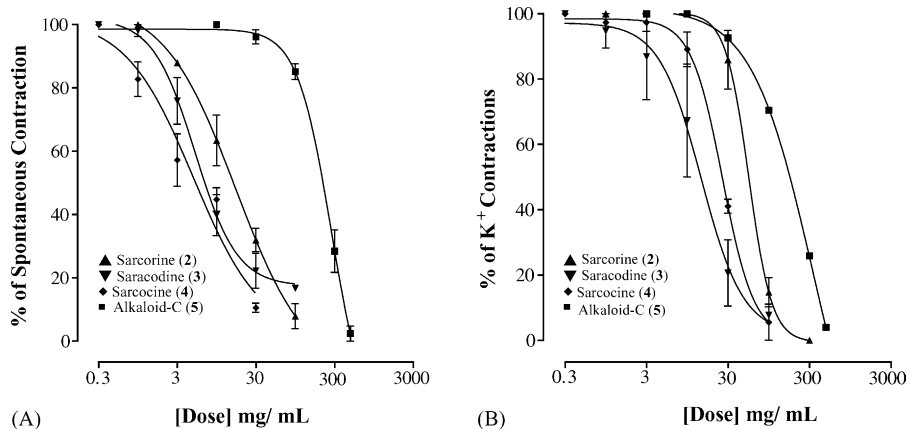 % of Spontaneous Contraction
100
80
60
40
20
0
Sarcorine (2)
Saracodine (3)
Sarcocine (4)
Alkaloid-C (5)
0.3 3 30 300 3000
(A) [Dose] mg/ mL
% of K+ Contractions
100
80
60
40
20
0
Sarcorine (2)
Saracodine (3)
Sarcocine (4)
Alkaloid-C (5)
0.3 3 30 300 3000
(B) [Dose] mg/ mL